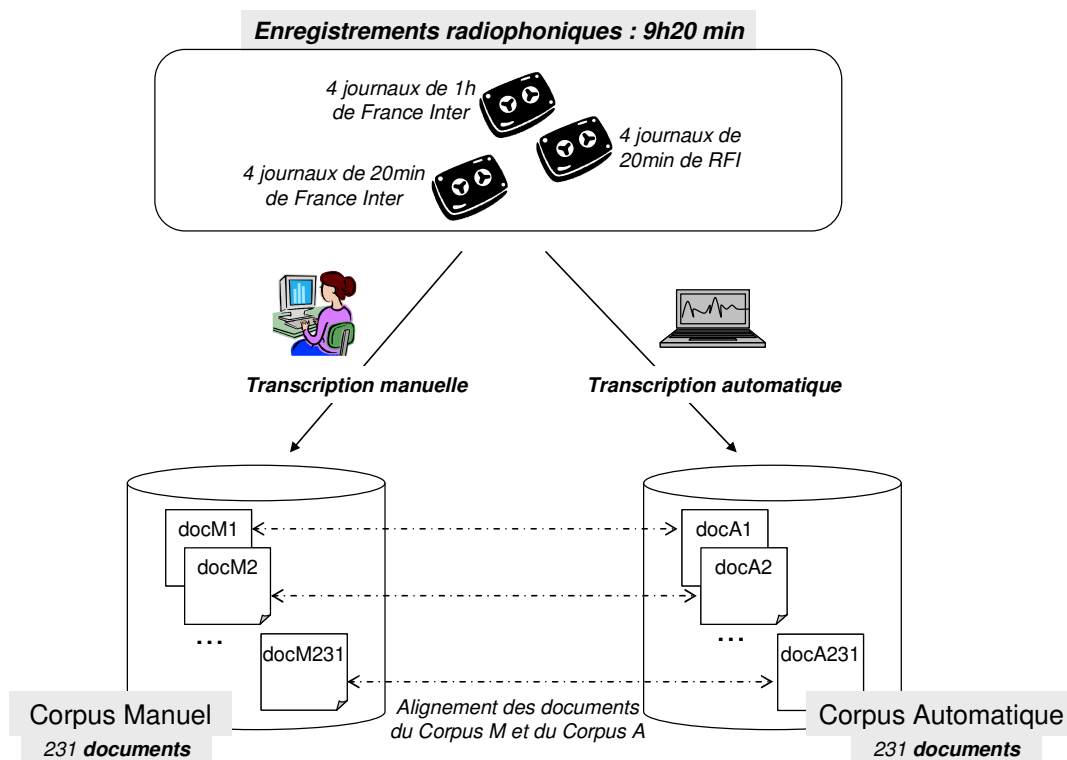 Enregistrements radiophoniques : 9h20 min
4 journaux de 1h
de France Inter
4 journaux de
20min de RFI
4 journaux de 20min
de France Inter
Transcription manuelle
Transcription automatique
docM1
docA1
docM2
docA2
...
...
docM231
docA231
Alignement des documents
du Corpus M et du Corpus A
Corpus Manuel
231 documents
Corpus Automatique
231 documents